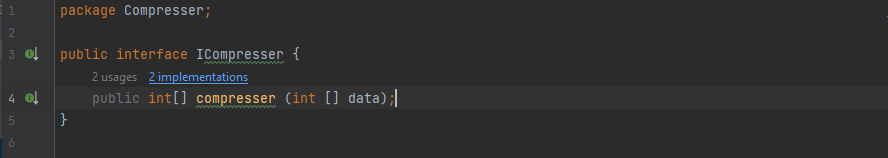 1 package Compresser;
2
3 public interface ICompresser {
2 usages 2 implementations
4 public int[] compresser (int [] data);
5 }
6